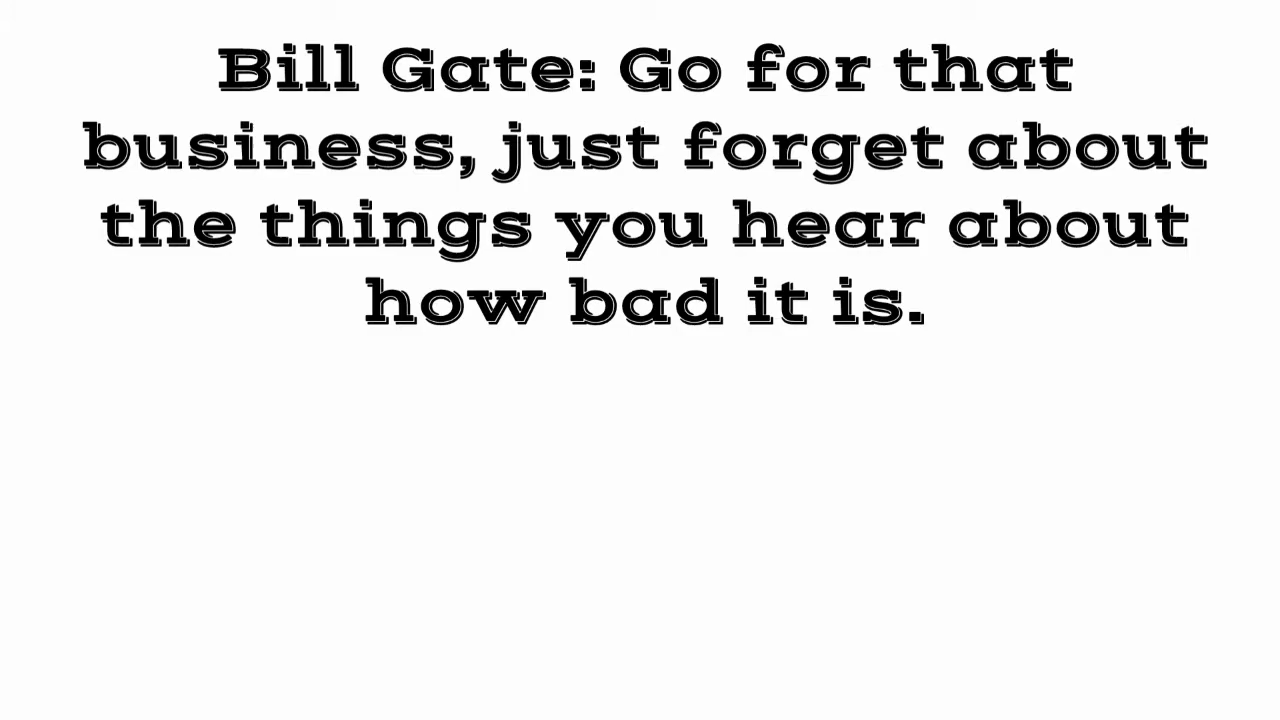 Bill Gate: Go for that
business, just forget about
the things you hear about
how bad it is.